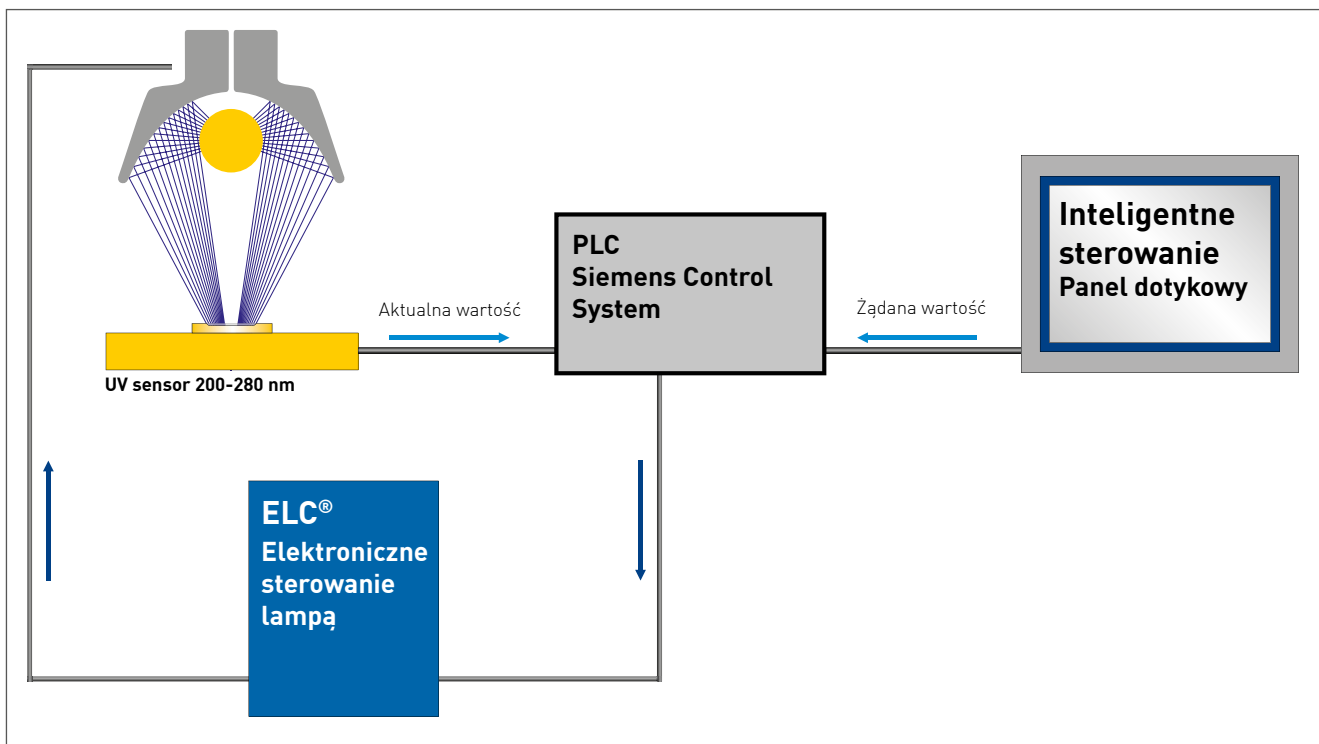 UV sensor 200-280 nm
Aktualna wartość
PLC
Siemens Control
System
Żądana wartość
Inteligentne
sterowanie
Panel dotykowy
ELC®
Elektroniczne
sterowanie
lampą